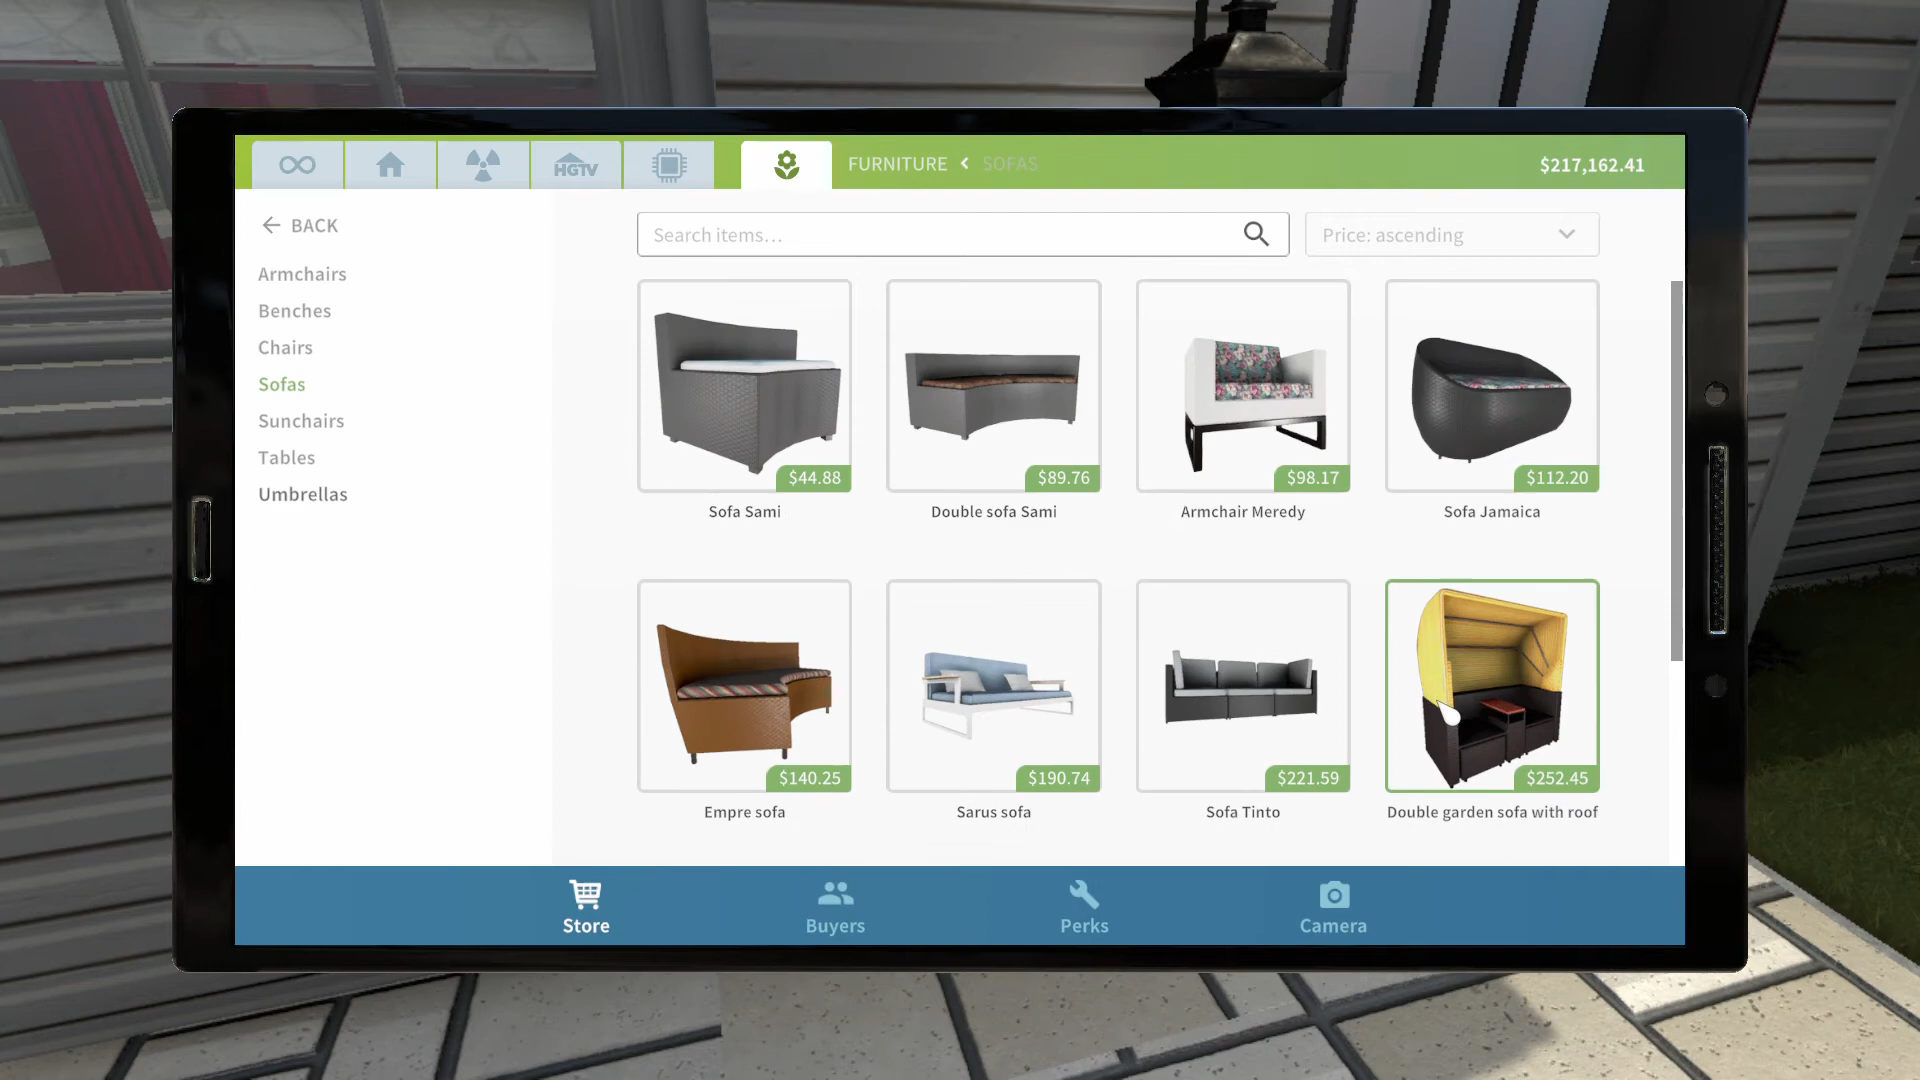 HGTV
FURNITURE
SOFAS
$217,162.41
BACK
Armchairs
Benches
Chairs
Sofas
Sunchairs
Tables
Umbrellas
Search items...
Price: ascending
$44.88
$89.76
$98.17
$112.20
Sofa Sami
Double sofa Sami
Armchair Meredy
Sofa Jamaica
$140.25
$190.74
$221.59
$252.45
Empre sofa
Sarus sofa
Sofa Tinto
Double garden sofa with roof
Store
Buyers
Perks
Camera